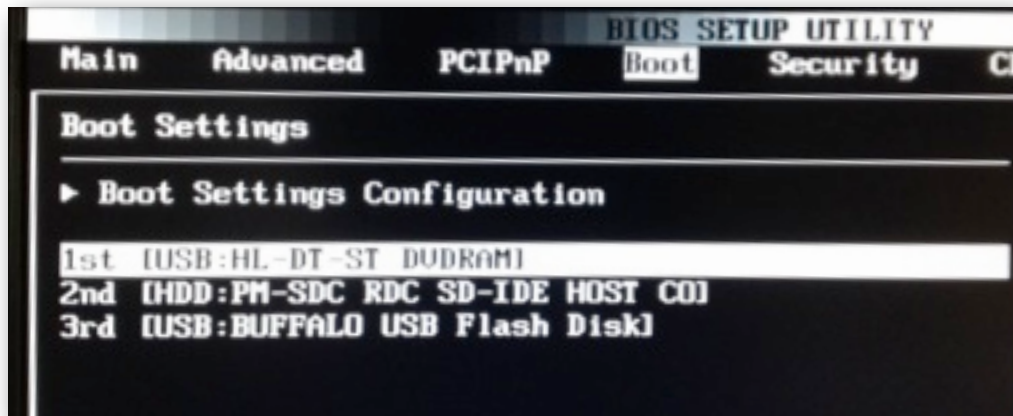 BIOS SETUP UTILITY
Main Advanced PCIPnP Boot Security
Boot Settings
► Boot Settings Configuration
1st [USB:HL-DT-ST DVDRAM]
2nd [HDD:PM-SDC RDC SD-IDE HOST CO]
3rd [USB:BUFFALO USB Flash Disk]